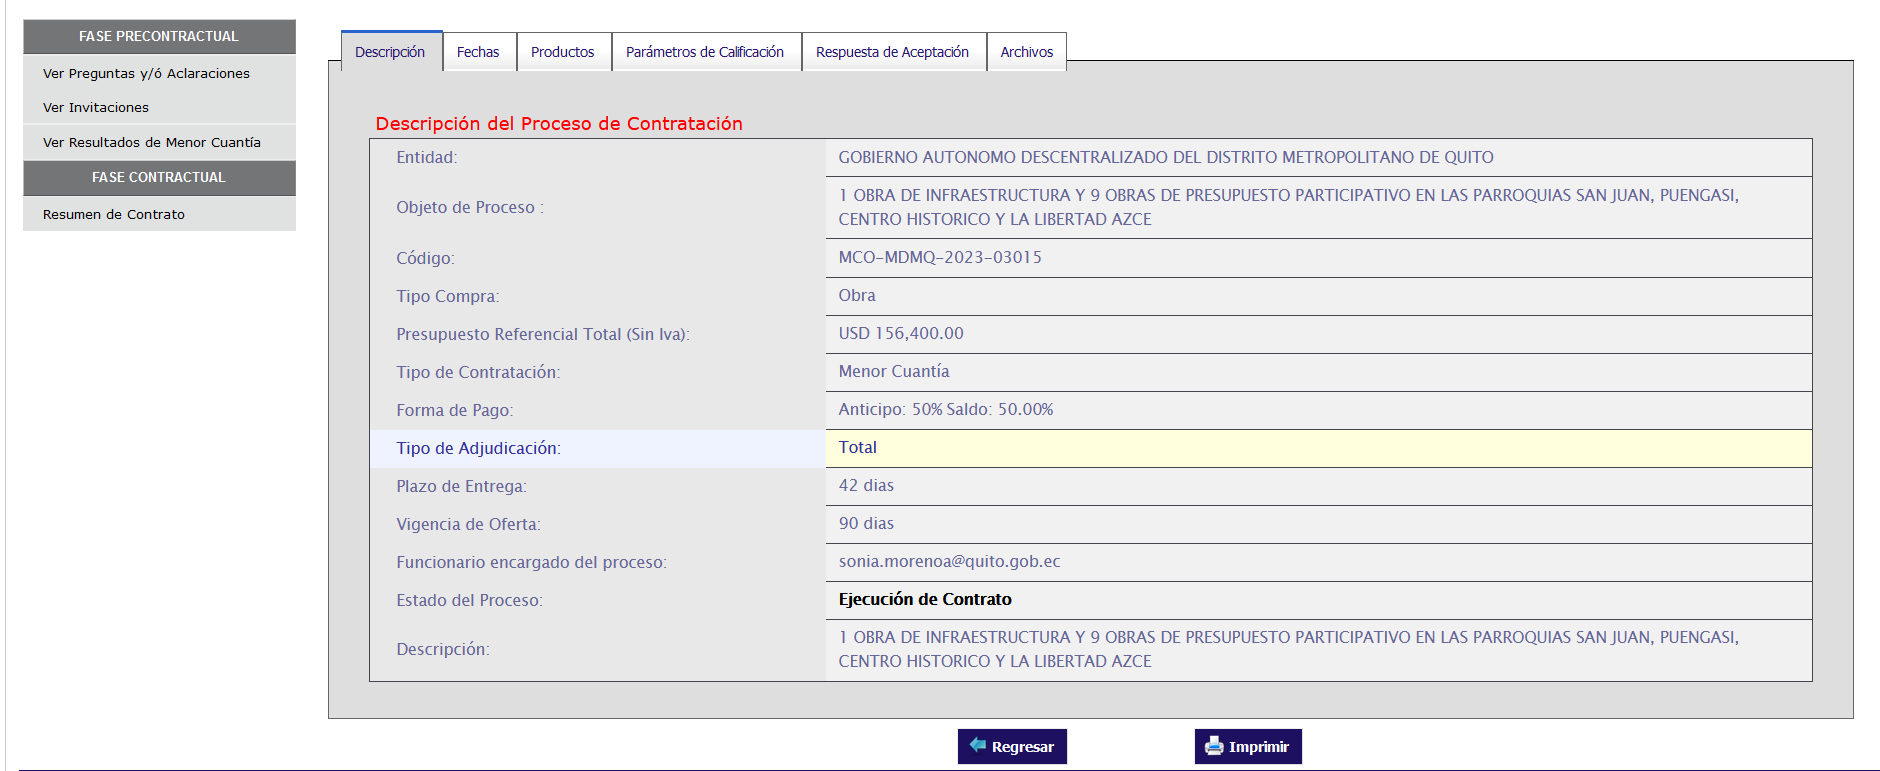 FASE PRECONTRACTUAL
Ver Preguntas y/ó Aclaraciones
Ver Invitaciones
Ver Resultados de Menor Cuantía
FASE CONTRACTUAL
Resumen de Contrato
Descripción Fechas Productos Parámetros de Calificación Respuesta de Aceptación Archivos
Descripción del Proceso de Contratación
Entidad: GOBIERNO AUTONOMO DESCENTRALIZADO DEL DISTRITO METROPOLITANO DE QUITO
Objeto de Proceso : 1 OBRA DE INFRAESTRUCTURA Y 9 OBRAS DE PRESUPUESTO PARTICIPATIVO EN LAS PARROQUIAS SAN JUAN, PUENGASI,
CENTRO HISTORICO Y LA LIBERTAD AZCE
Código: MCO-MDMQ-2023-03015
Tipo Compra: Obra
Presupuesto Referencial Total (Sin Iva): USD 156,400.00
Tipo de Contratación: Menor Cuantía
Forma de Pago: Anticipo: 50% Saldo: 50.00%
Tipo de Adjudicación: Total
Plazo de Entrega: 42 dias
Vigencia de Oferta: 90 dias
Funcionario encargado del proceso: sonia.morenoa@quito.gob.ec
Estado del Proceso: Ejecución de Contrato
Descripción: 1 OBRA DE INFRAESTRUCTURA Y 9 OBRAS DE PRESUPUESTO PARTICIPATIVO EN LAS PARROQUIAS SAN JUAN, PUENGASI,
CENTRO HISTORICO Y LA LIBERTAD AZCE
Regresar Imprimir